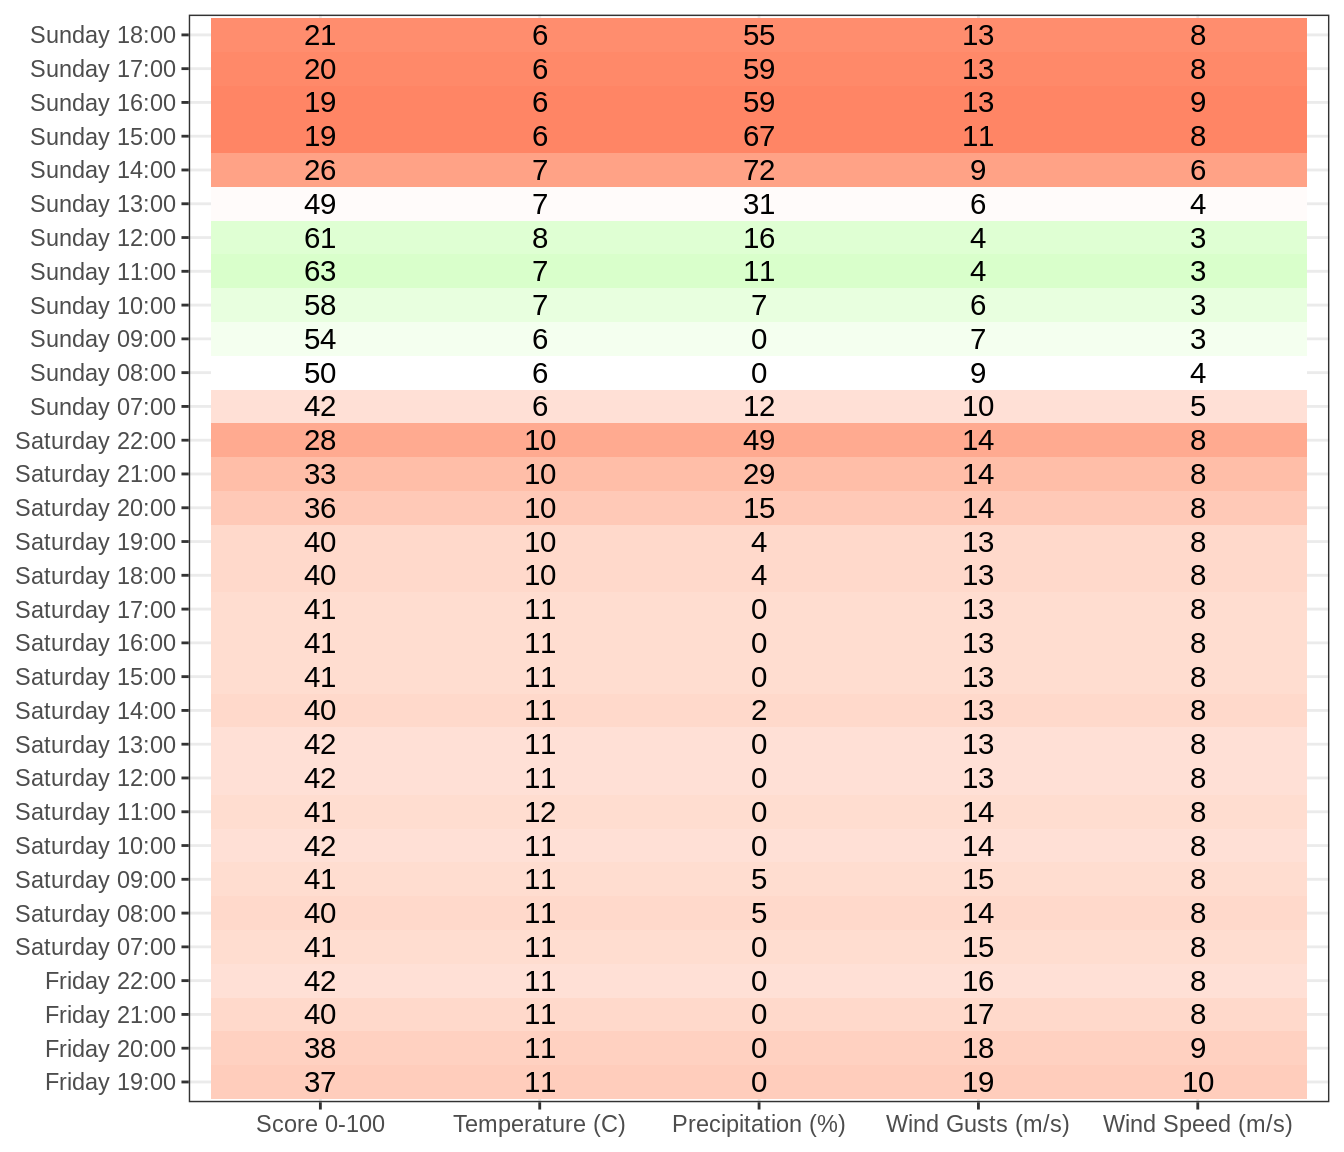 Sunday 18:00 21 6 55 13 8
Sunday 17:00 20 6 59 13 8
Sunday 16:00 19 6 59 13 9
Sunday 15:00 19 6 67 11 8
Sunday 14:00 26 7 72 9 6
Sunday 13:00 49 7 31 6 4
Sunday 12:00 61 8 16 4 3
Sunday 11:00 63 7 11 4 3
Sunday 10:00 58 7 7 6 3
Sunday 09:00 54 6 0 7 3
Sunday 08:00 50 6 0 9 4
Sunday 07:00 42 6 12 10 5
Saturday 22:00 28 10 49 14 8
Saturday 21:00 33 10 29 14 8
Saturday 20:00 36 10 15 14 8
Saturday 19:00 40 10 4 13 8
Saturday 18:00 40 10 4 13 8
Saturday 17:00 41 11 0 13 8
Saturday 16:00 41 11 0 13 8
Saturday 15:00 41 11 0 13 8
Saturday 14:00 40 11 2 13 8
Saturday 13:00 42 11 0 13 8
Saturday 12:00 42 11 0 13 8
Saturday 11:00 41 12 0 14 8
Saturday 10:00 42 11 0 14 8
Saturday 09:00 41 11 5 15 8
Saturday 08:00 40 11 5 14 8
Saturday 07:00 41 11 0 15 8
Friday 22:00 42 11 0 16 8
Friday 21:00 40 11 0 17 8
Friday 20:00 38 11 0 18 9
Friday 19:00 37 11 0 19 10
Score 0-100 Temperature (C) Precipitation (%) Wind Gusts (m/s) Wind Speed (m/s)